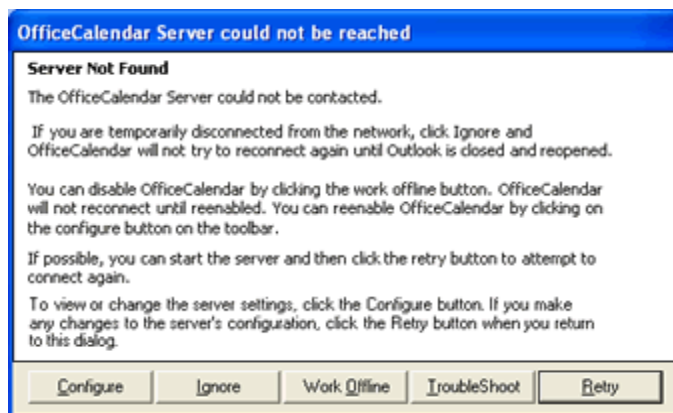 OfficeCalendar Server could not be reached
Server Not Found
The OfficeCalendar Server could not be contacted.
If you are temporarily disconnected from the network, click Ignore and
OfficeCalendar will not try to reconnect again until Outlook is closed and reopened.
You can disable OfficeCalendar by clicking the work offline button. OfficeCalendar
will not reconnect until reenabled. You can reenable OfficeCalendar by clicking on
the configure button on the toolbar.
If possible, you can start the server and then click the retry button to attempt to
connect again.
To view or change the server settings, click the Configure button. If you make
any changes to the server's configuration, click the Retry button when you return
to this dialog.
Configure Ignore Work Offline TroubleShoot Retry